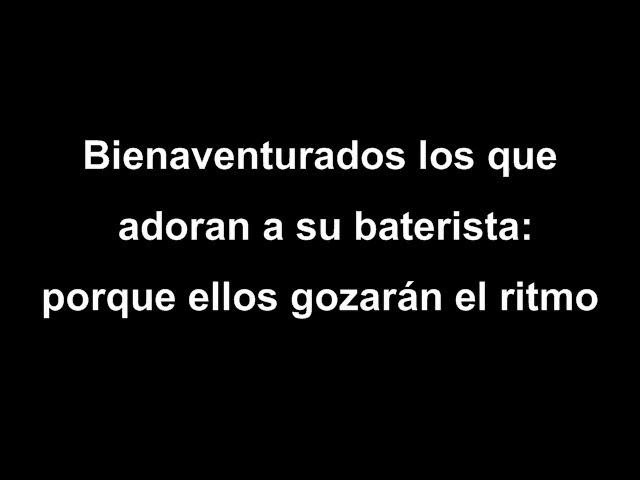 Bienaventurados los que
adoran a su baterista:
porque ellos gozarán el ritmo